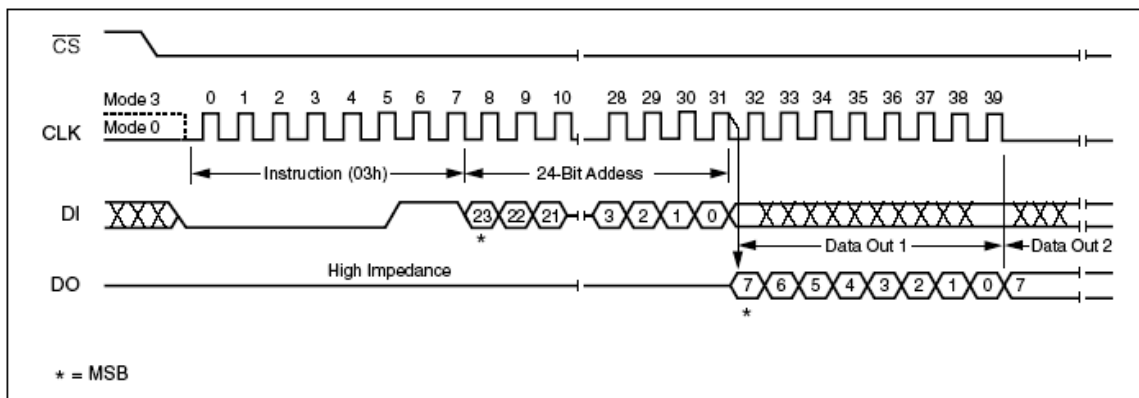 CS
Mode 3 0 1 2 3 4 5 6 7 8 9 10 28 29 30 31 32 33 34 35 36 37 38 39
CLK Mode 0
Instruction (03h) 24-Bit Addess
DI 23 22 21 3 2 1 0
* Data Out 1 Data Out 2
High Impedance
DO 7 6 5 4 3 2 1 0 7
*
* = MSB